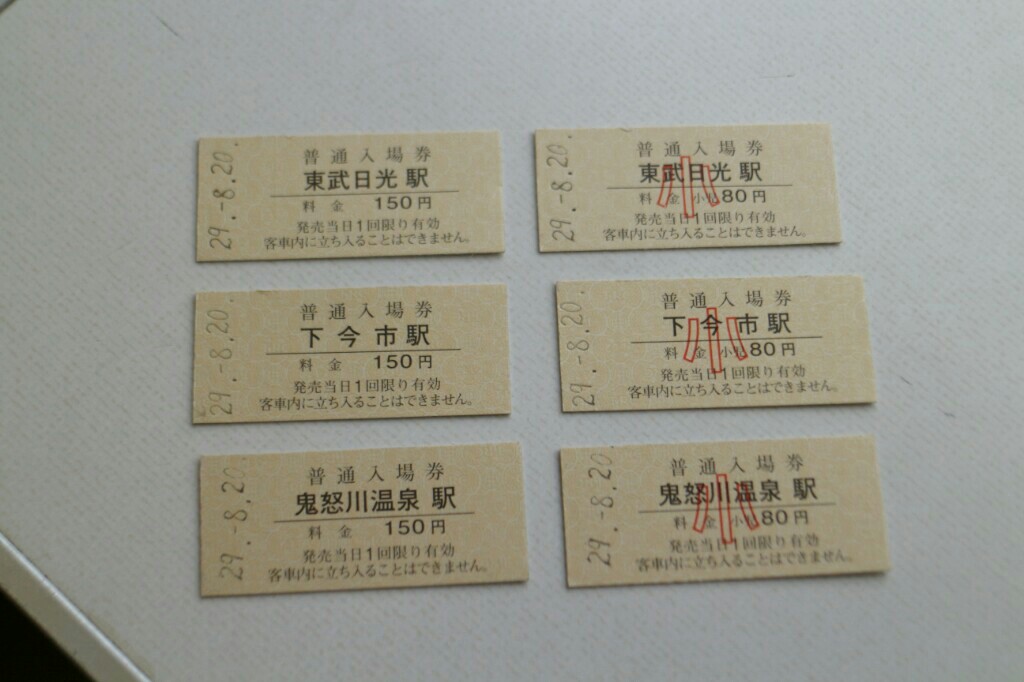 29.-8.20.
普通入場券
東武日光駅
料金 150円
発売当日1回限り有効
客車内に立ち入ることはできません。
29.-8.20.
普通入場券
東武日光駅
料金 小児80円
小
発売当日1回限り有効
客車内に立ち入ることはできません。
29.-8.20.
普通入場券
下今市駅
料金 150円
発売当日1回限り有効
客車内に立ち入ることはできません。
29.-8.20.
普通入場券
下今市駅
料金 小児80円
小
発売当日1回限り有効
客車内に立ち入ることはできません。
29.-8.20.
普通入場券
鬼怒川温泉 駅
料金 150円
発売当日1回限り有効
客車内に立ち入ることはできません。
29.-8.20
普通入場券
鬼怒川温泉 駅
料金 小児80円
小
発売当日1回限り有効
客車内に立ち入ることはできません。